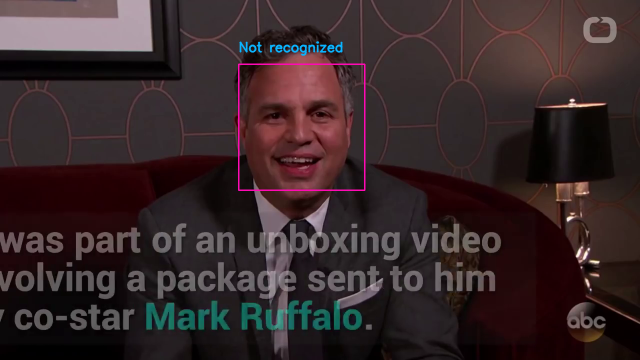 Not recognized
was part of an unboxing video
volving a package sent to him
co-star Mark Ruffalo.
abc